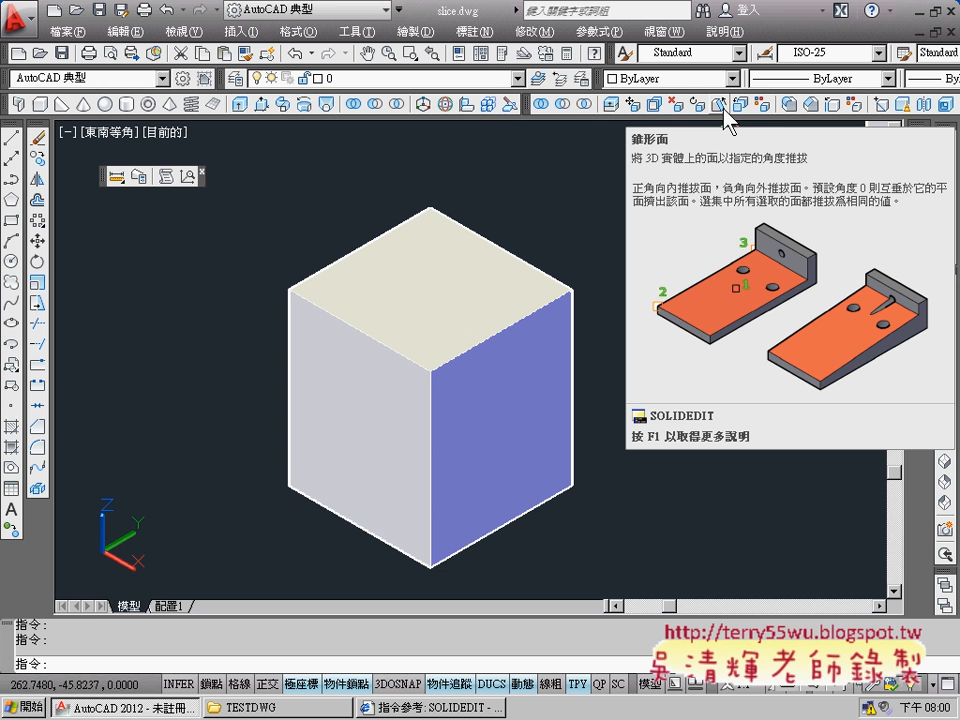 AutoCAD 典型
slice.dwg
鍵入關鍵字或詞組
登入
檔案(F) 編輯(E) 檢視(V) 插入(I) 格式(O) 工具(T) 繪製(D) 標註(N) 修改(M) 參數式(P) 視窗(W) 說明(H)
Standard
ISO-25
Standard
AutoCAD 典型
0
ByLayer
ByLayer
By
[-] [東南等角] [目前的]
錐形面
將 3D 實體上的面以指定的角度推拔
正角向內推拔面，負角向外推拔面。預設角度 0 則互垂於它的平
面擠出該面。選集中所有選取的面都推拔爲相同的值。
3
1
2
SOLIDEDIT
按 F1 以取得更多說明
Z
Y
X
模型 配置1
指令:
指令:
指令:
http://terry55wu.blogspot.tw
吳清輝老師錄製
262.7480, -45.8237, 0.0000 INFER 鎖點 格線 正交 極座標 物件鎖點 3DOSNAP 物件追蹤 DUCS 動態 線粗 TPY QP SC 模型
開始 AutoCAD 2012 - 未註冊... TESTDWG 指令參考: SOLIDEDIT - ... 下午 08:00